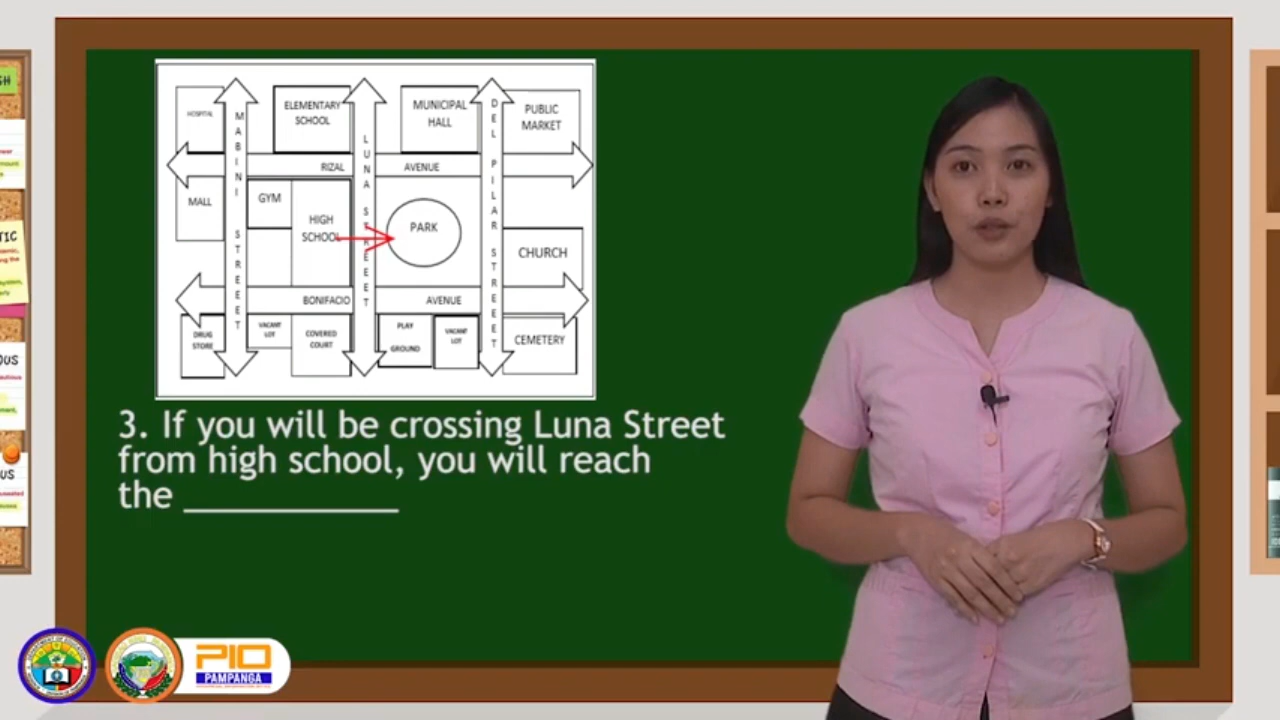 HOSPITAL
MABINI STREET
ELEMENTARY
SCHOOL
LUNA STREET
MUNICIPAL
HALL
DEL PILAR STREET
PUBLIC
MARKET
RIZAL AVENUE
MALL
GYM
HIGH
SCHOOL
PARK
CHURCH
BONIFACIO AVENUE
DRUG
STORE
VACANT
LOT
COVERED
COURT
PLAY
GROUND
VACANT
LOT
CEMETERY
3. If you will be crossing Luna Street
from high school, you will reach
the ____________
PIO
PAMPANGA